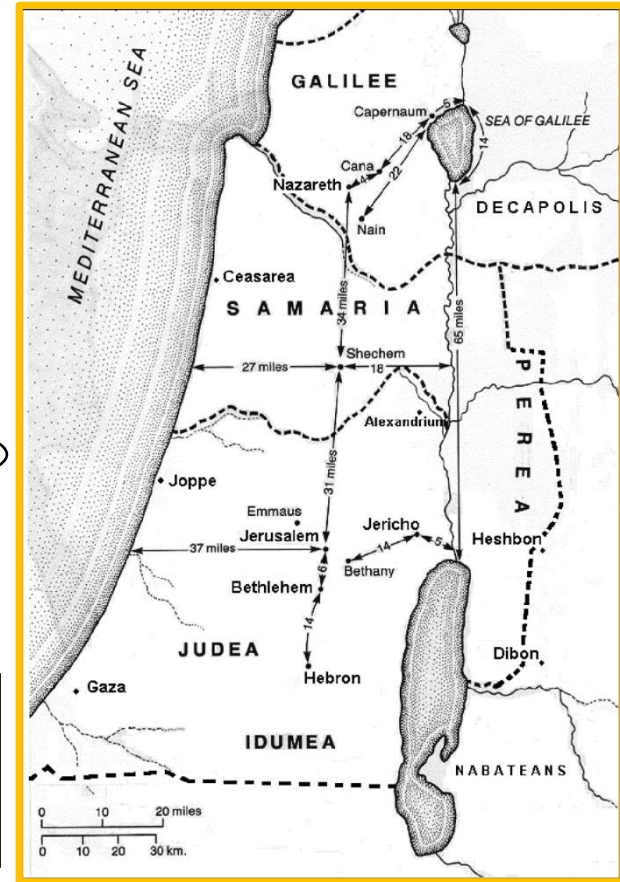 MEDITERRANEAN SEA
GALILEE
Capernaum
5
SEA OF GALILEE
18
14
Cana
4
22
Nazareth
Nain
DECAPOLIS
Ceasarea
SAMARIA
34 miles
65 miles
Shechem
27 miles
18
PEREA
Alexandrium
31 miles
Joppe
Emmaus
Jericho
Jerusalem
Heshbon
37 miles
14
5
Bethany
6
Bethlehem
14
JUDEA
Dibon
Hebron
Gaza
IDUMEA
NABATEANS
0 10 20 miles
0 10 20 30 km.